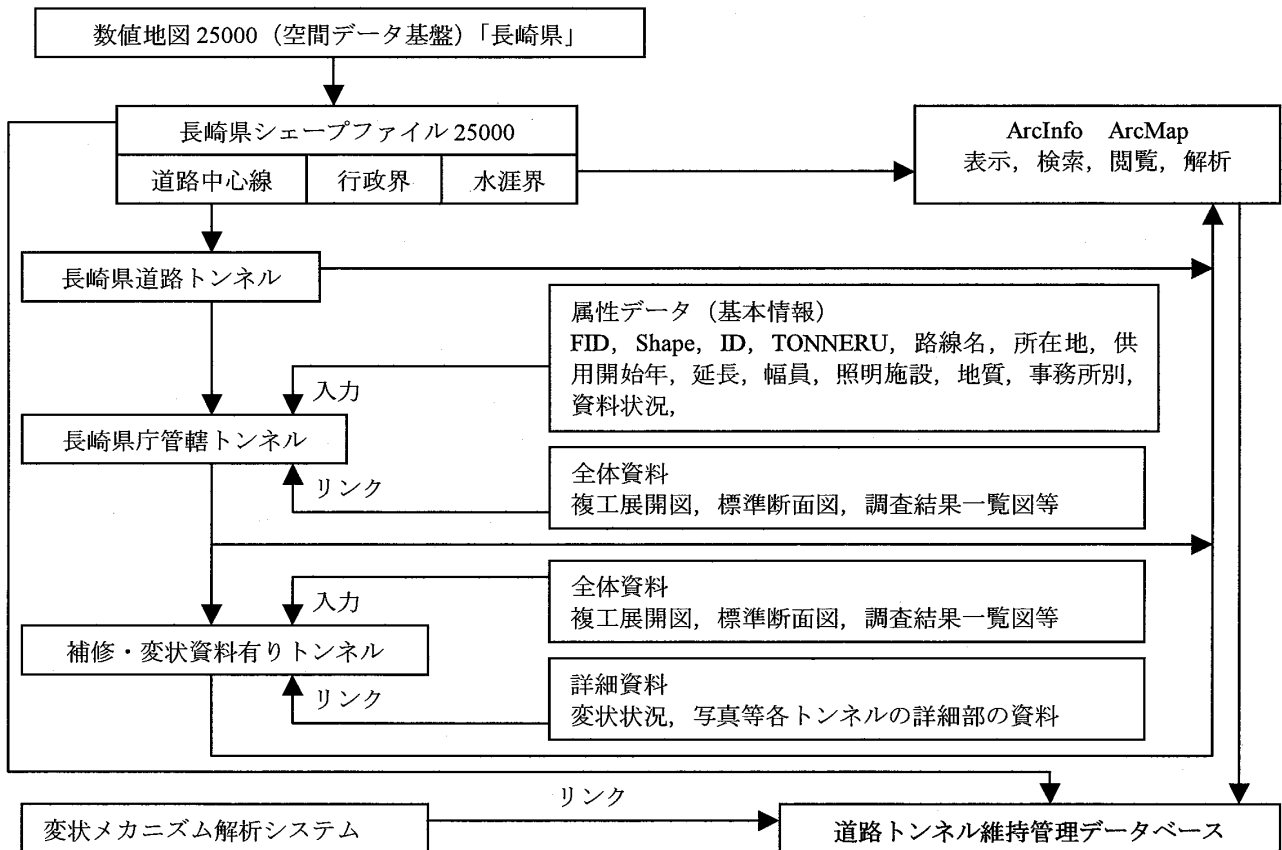 数値地図 25000（空間データ基盤）「長崎県」
長崎県シェープファイル 25000
道路中心線 行政界 水涯界
ArcInfo ArcMap
表示，検索，閲覧，解析
長崎県道路トンネル
属性データ（基本情報）
FID，Shape，ID，TONNERU，路線名，所在地，供
用開始年，延長，幅員，照明施設，地質，事務所別，
資料状況，
入力
長崎県庁管轄トンネル
リンク
全体資料
複工展開図，標準断面図，調査結果一覧図等
入力
全体資料
複工展開図，標準断面図，調査結果一覧図等
補修・変状資料有りトンネル
リンク
詳細資料
変状状況，写真等各トンネルの詳細部の資料
リンク
変状メカニズム解析システム
道路トンネル維持管理データベース